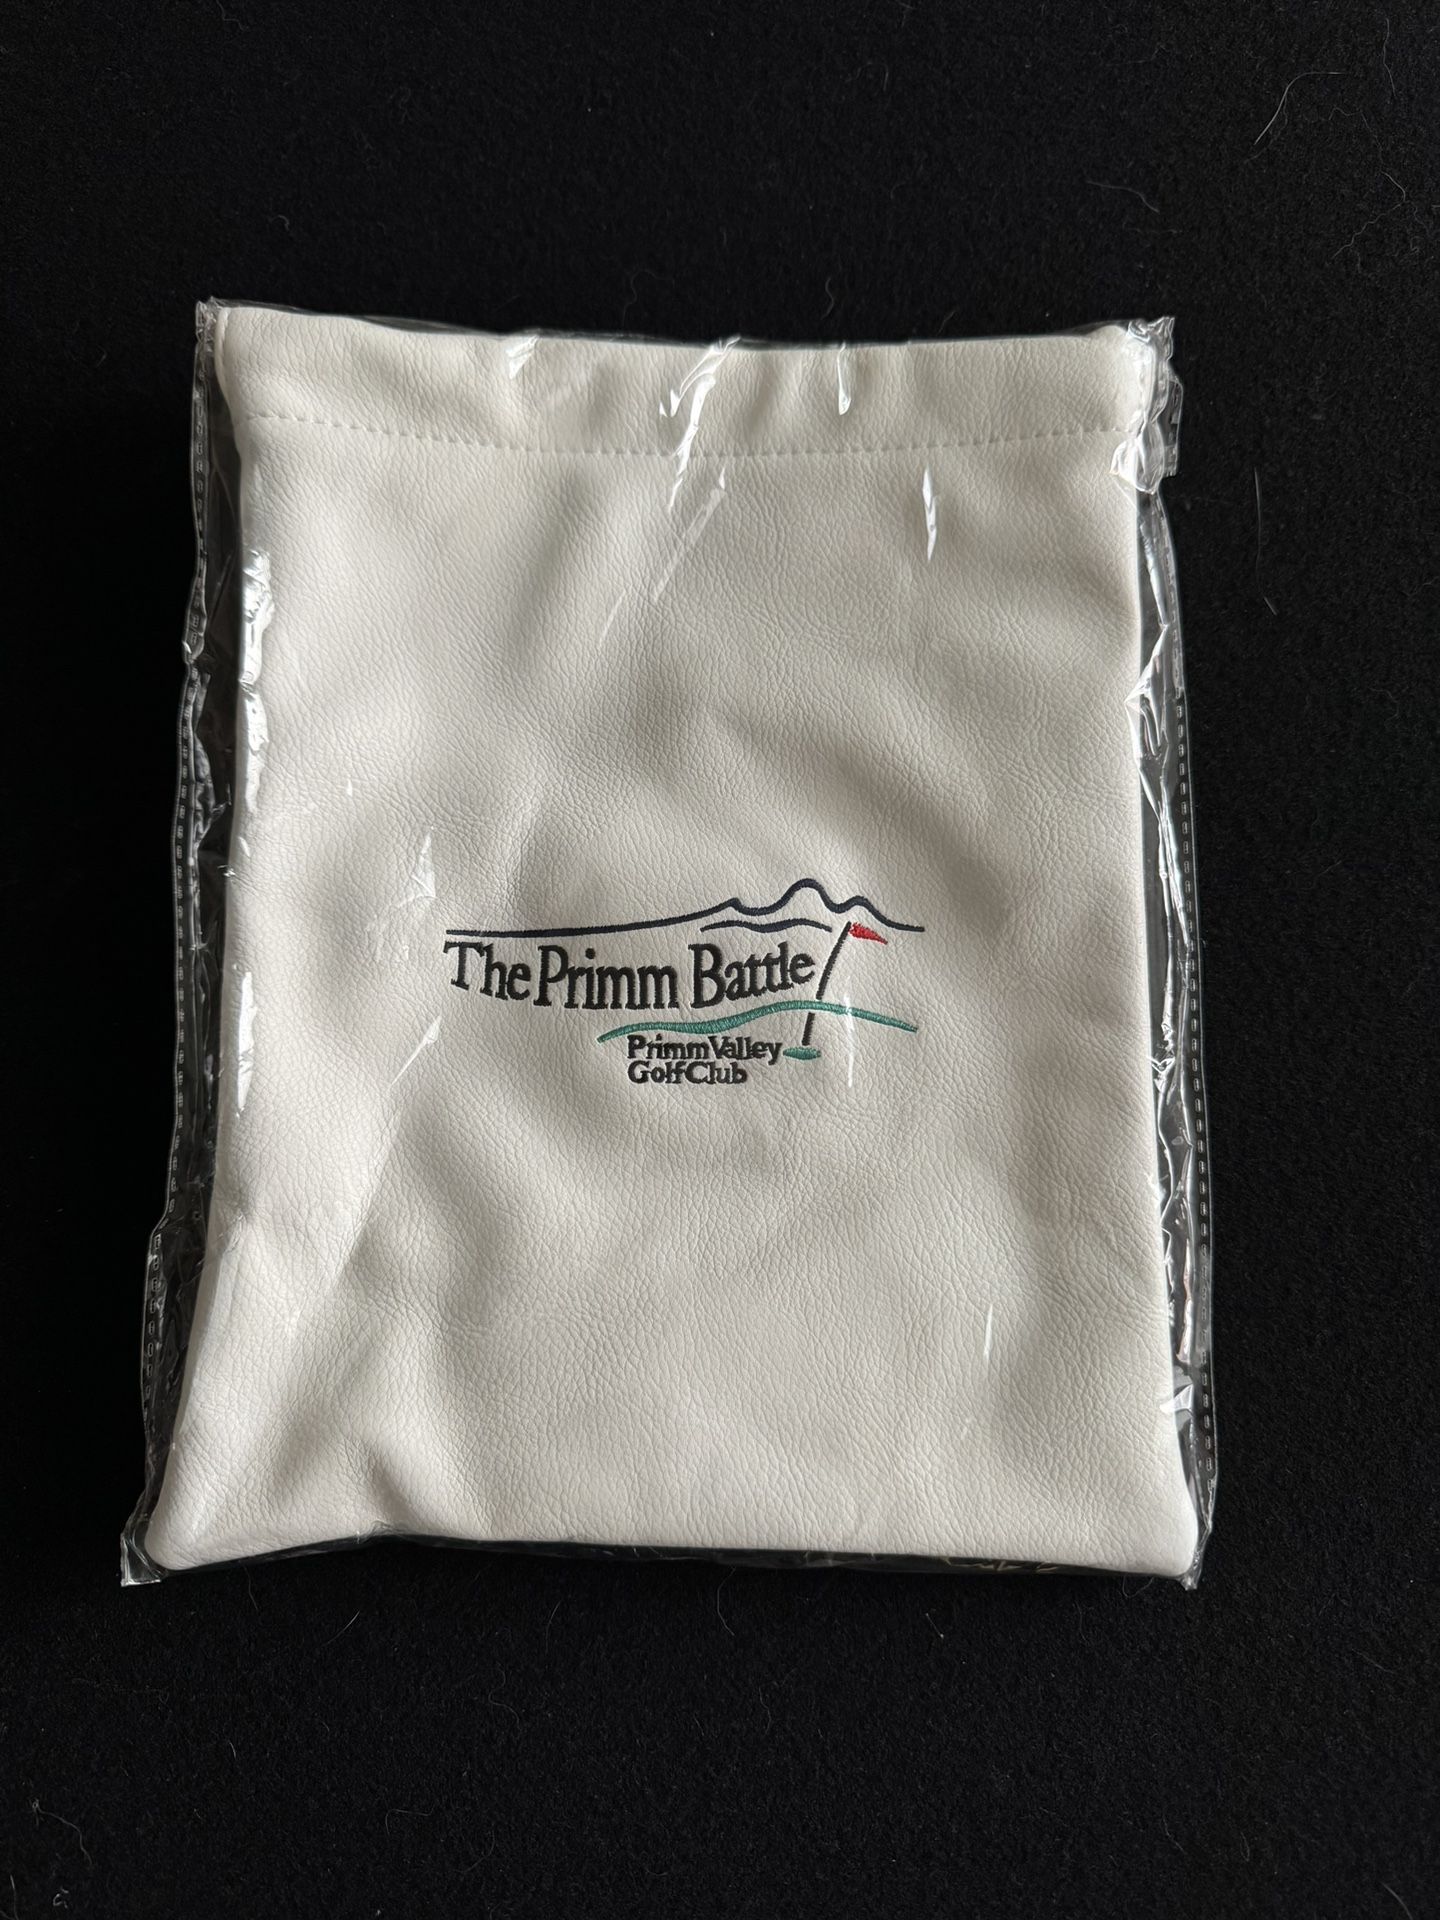 The Primm Battle
Primm Valley
Golf Club